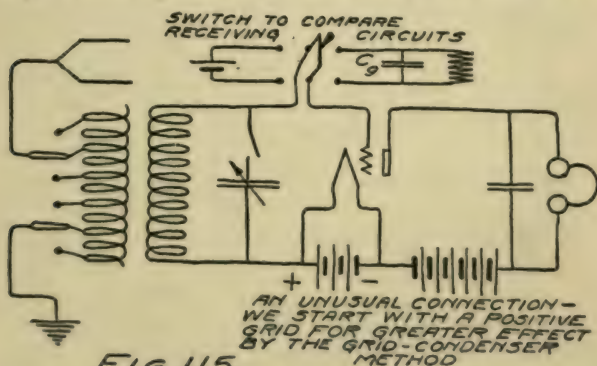 SWITCH TO COMPARE
RECEIVING CIRCUITS
Cg
+ -
AN UNUSUAL CONNECTION-
WE START WITH A POSITIVE
GRID FOR GREATER EFFECT
BY THE GRID-CONDENSER
METHOD
FIG. 115